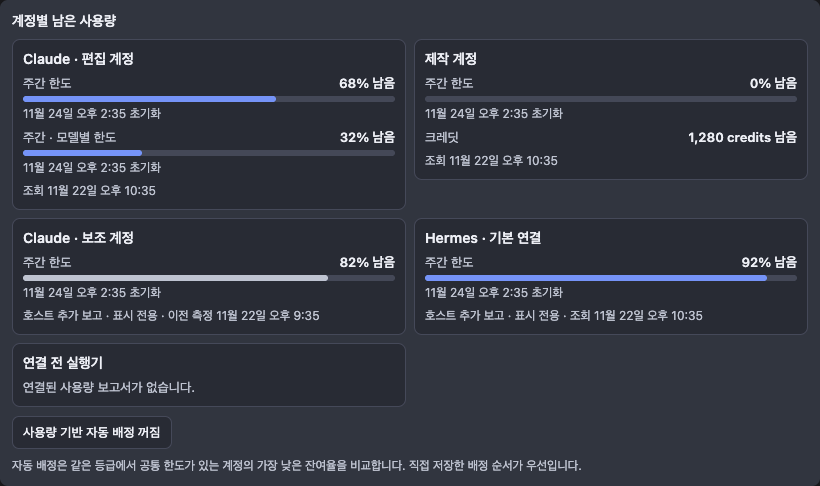 계정별 남은 사용량
Claude · 편집 계정
주간 한도 68% 남음
11월 24일 오후 2:35 초기화
주간 · 모델별 한도 32% 남음
11월 24일 오후 2:35 초기화
조회 11월 22일 오후 10:35
제작 계정
주간 한도 0% 남음
11월 24일 오후 2:35 초기화
크레딧 1,280 credits 남음
조회 11월 22일 오후 10:35
Claude · 보조 계정
주간 한도 82% 남음
11월 24일 오후 2:35 초기화
호스트 추가 보고 · 표시 전용 · 이전 측정 11월 22일 오후 9:35
Hermes · 기본 연결
주간 한도 92% 남음
11월 24일 오후 2:35 초기화
호스트 추가 보고 · 표시 전용 · 조회 11월 22일 오후 10:35
연결 전 실행기
연결된 사용량 보고서가 없습니다.
사용량 기반 자동 배정 꺼짐
자동 배정은 같은 등급에서 공통 한도가 있는 계정의 가장 낮은 잔여율을 비교합니다. 직접 저장한 배정 순서가 우선입니다.